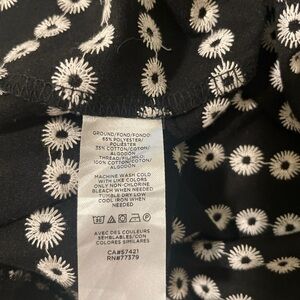 GROUND/FOND/FONDO
65% POLYESTER/
POLIÉSTER
35% COTTON/COTON/
ALGODON
THREAD/FIL/HILO:
100% COTTON/COTON/
ALGODON
MACHINE WASH COLD
WITH LIKE COLORS
ONLY NON-CHLORINE
BLEACH WHEN NEEDED
TUMBLE DRY LOW
COOL IRON WHEN
NEEDED
AVEC DES COULEURS
SEMBLABLES/CON
COLORES SIMILARES
CA#57421
RN#77379